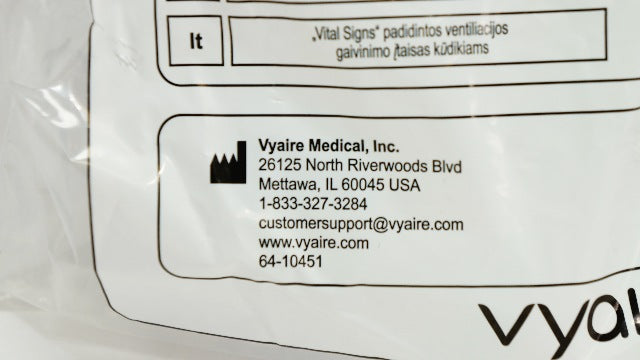 lt
„Vital Signs“ padidintos ventiliacijos
gaivinimo įtaisas kūdikiams
Vyaire Medical, Inc.
26125 North Riverwoods Blvd
Mettawa, IL 60045 USA
1-833-327-3284
customersupport@vyaire.com
www.vyaire.com
64-10451